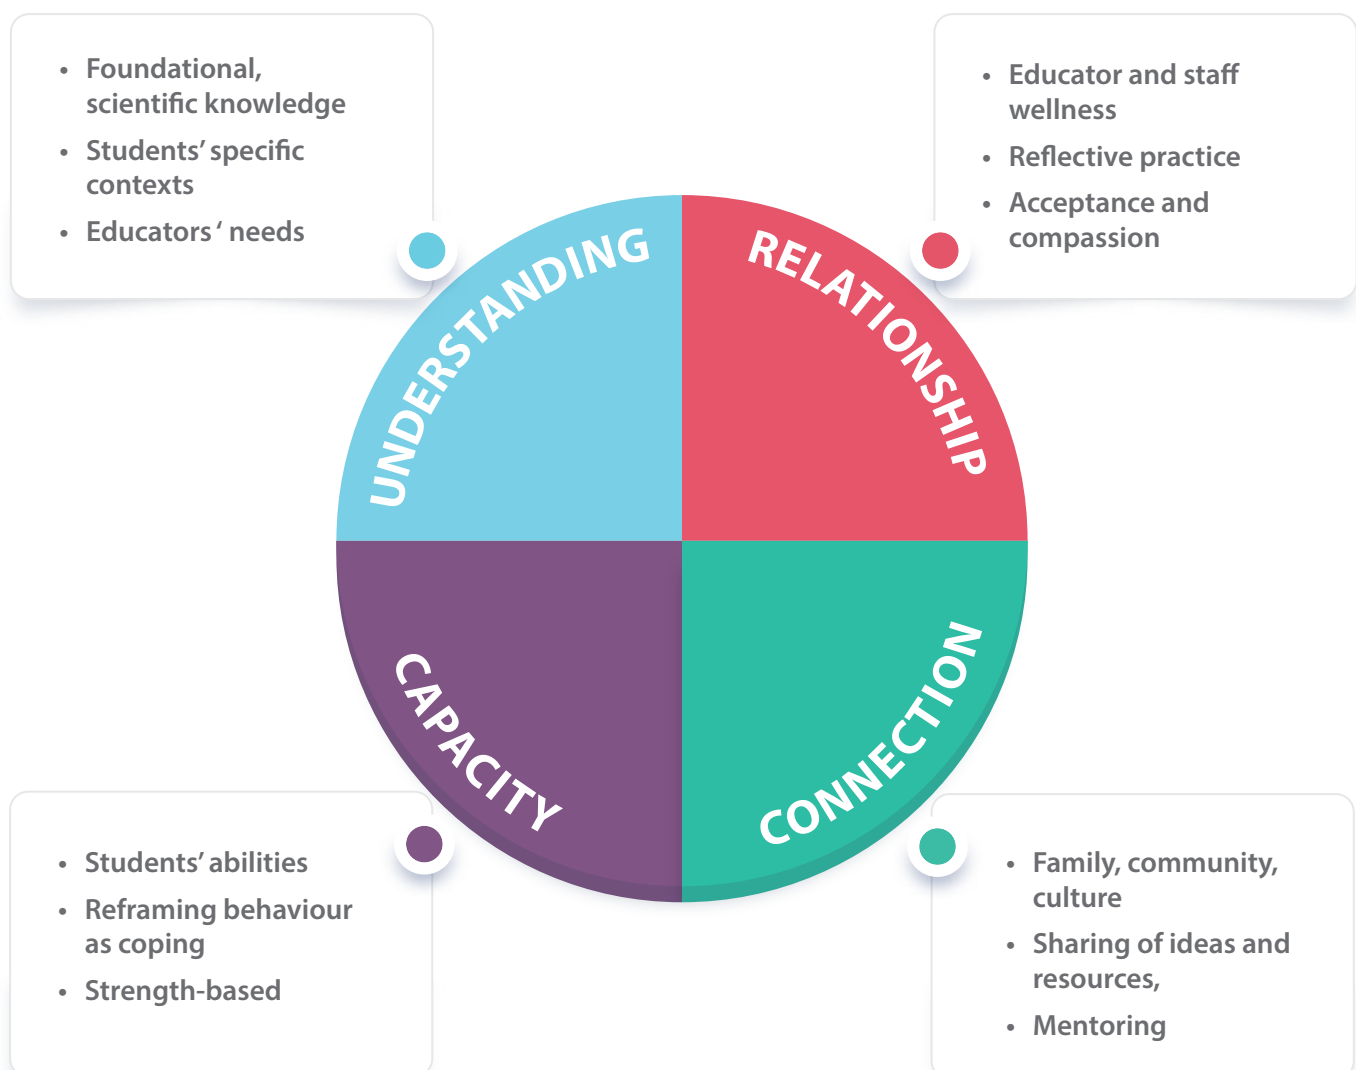 • Foundational,
scientific knowledge
• Students’ specific
contexts
• Educators ‘ needs
• Educator and staff
wellness
• Reflective practice
• Acceptance and
compassion
UNDERSTANDING
RELATIONSHIP
CAPACITY
CONNECTION
• Students’ abilities
• Reframing behaviour
as coping
• Strength-based
• Family, community,
culture
• Sharing of ideas and
resources,
• Mentoring